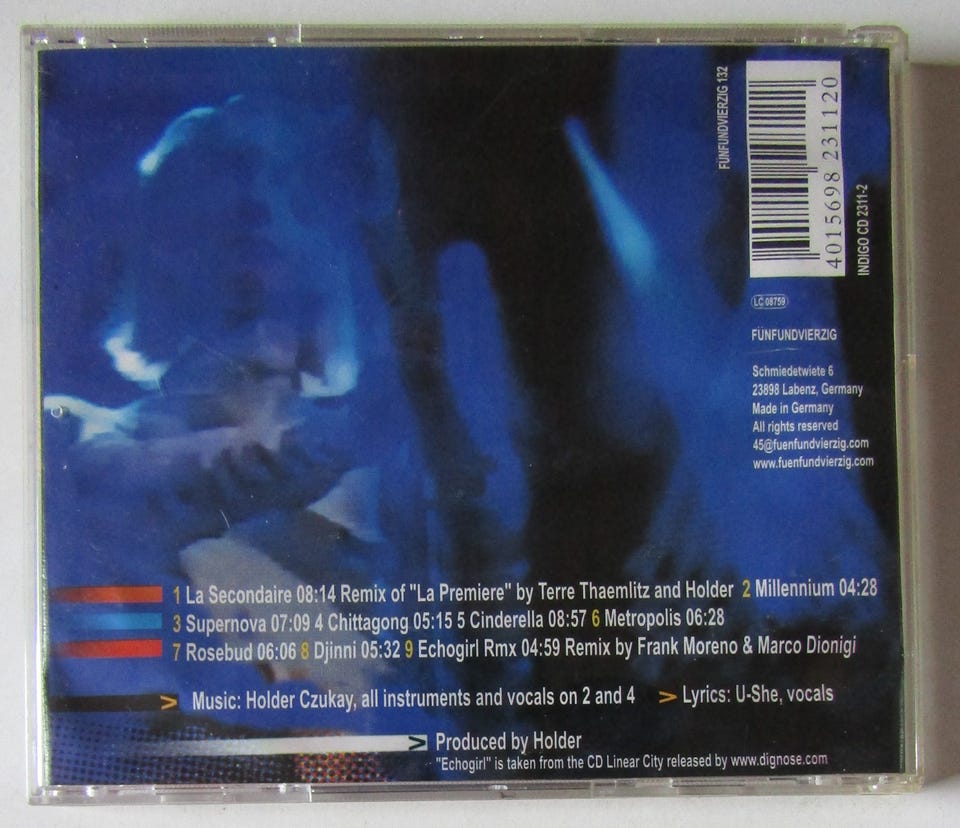 FÜNFUNDVIERZIG 132
4015698 231120
INDIGO CD 2311-2
LC 08759
FÜNFUNDVIERZIG
Schmiedetwiete 6
23898 Labenz, Germany
Made in Germany
All rights reserved
45@fuenfundvierzig.com
www.fuenfundvierzig.com
1 La Secondaire 08:14 Remix of "La Premiere" by Terre Thaemlitz and Holder 2 Millennium 04:28
3 Supernova 07:09 4 Chittagong 05:15 5 Cinderella 08:57 6 Metropolis 06:28
7 Rosebud 06:06 8 Djinni 05:32 9 Echogirl Rmx 04:59 Remix by Frank Moreno & Marco Dionigi
> Music: Holder Czukay, all instruments and vocals on 2 and 4 > Lyrics: U-She, vocals
> Produced by Holder
"Echogirl" is taken from the CD Linear City released by www.dignose.com